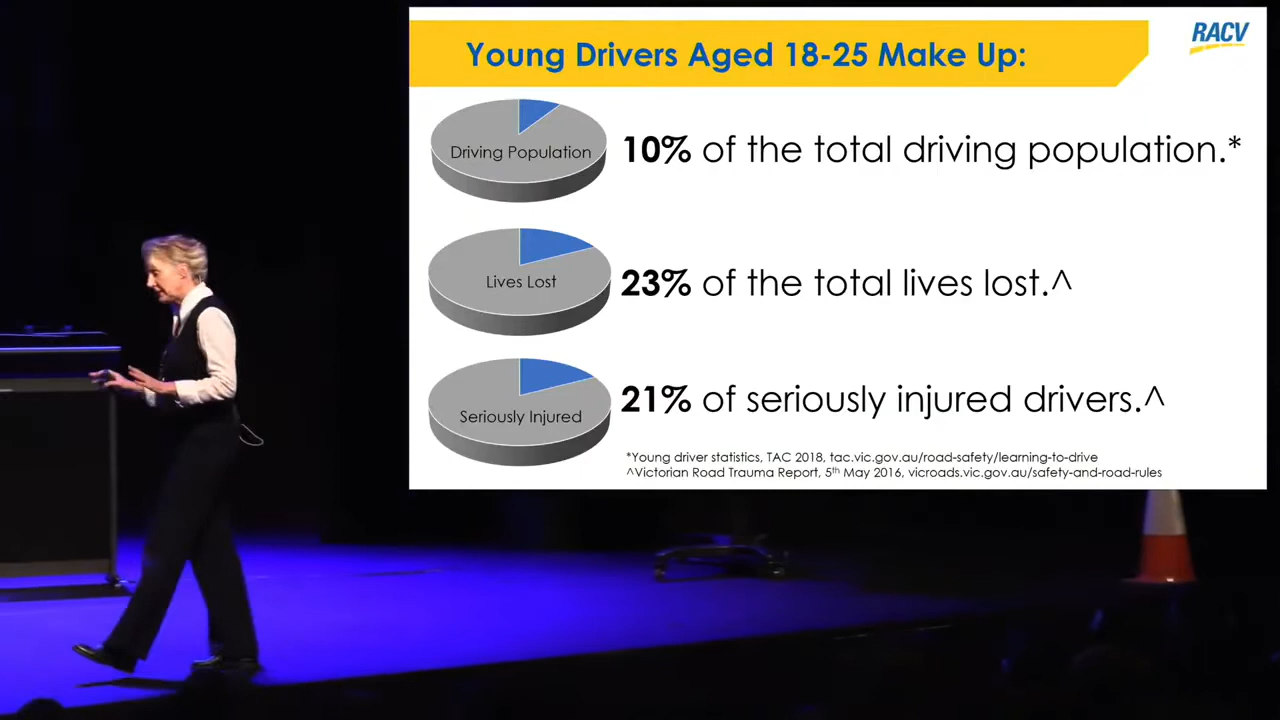 RACV
Young Drivers Aged 18-25 Make Up:
Driving Population
10% of the total driving population.*
Lives Lost
23% of the total lives lost.^
Seriously Injured
21% of seriously injured drivers.^
*Young driver statistics, TAC 2018, tac.vic.gov.au/road-safety/learning-to-drive
^Victorian Road Trauma Report, 5th May 2016, vicroads.vic.gov.au/safety-and-road-rules